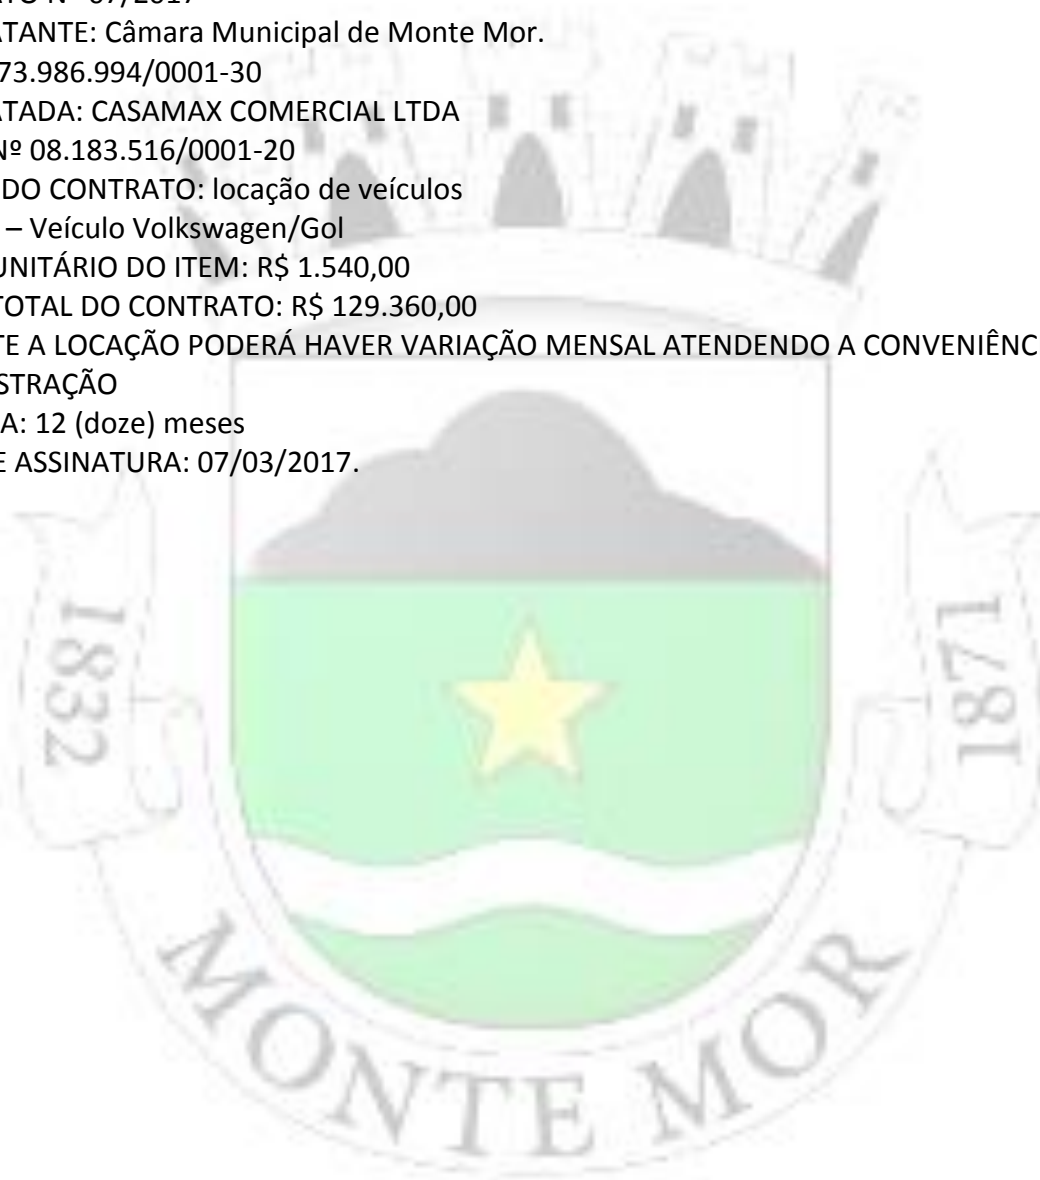 ATANTE: Câmara Municipal de Monte Mor.
73.986.994/0001-30
ATADA: CASAMAX COMERCIAL LTDA
Nº 08.183.516/0001-20
DO CONTRATO: locação de veículos
– Veículo Volkswagen/Gol
UNITÁRIO DO ITEM: R$ 1.540,00
TOTAL DO CONTRATO: R$ 129.360,00
TE A LOCAÇÃO PODERÁ HAVER VARIAÇÃO MENSAL ATENDENDO A CONVENIÊNC
STRAÇÃO
A: 12 (doze) meses
E ASSINATURA: 07/03/2017.
1832
1871
MONTE MOR